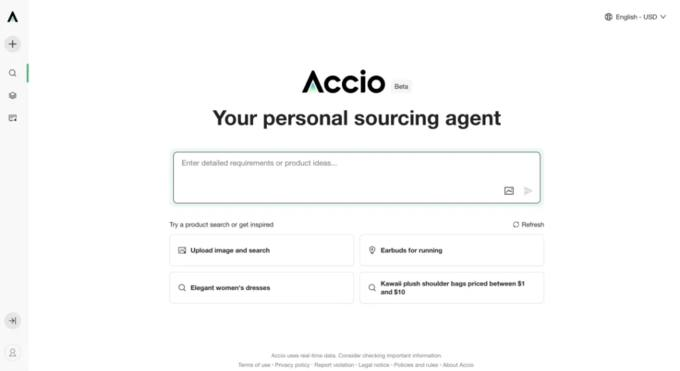 English - USD
Accio Beta
Your personal sourcing agent
Enter detailed requirements or product ideas...
Try a product search or get inspired
Refresh
Upload image and search
Earbuds for running
Elegant women's dresses
Kawaii plush shoulder bags priced between $1
and $10
Accio uses real-time data. Consider checking important information.
Terms of use · Privacy policy · Report violation · Legal notice · Policies and rules · About Accio